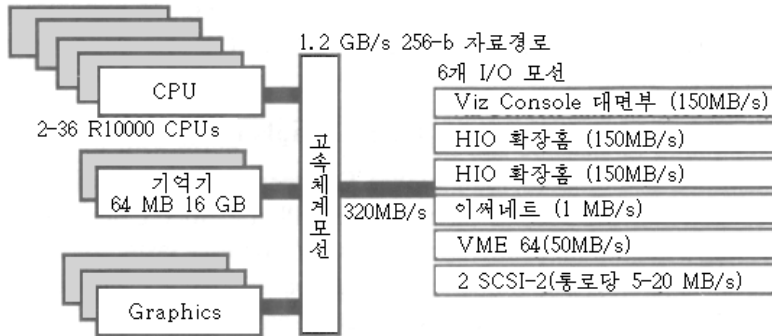 1.2 GB/s 256-b 자료경로
6개 I/O 모선
CPU
2-36 R10000 CPUs
기억기
64 MB 16 GB
Graphics
고속체계모선
320MB/s
Viz Console 대면부 (150MB/s)
HIO 확장홈 (150MB/s)
HIO 확장홈 (150MB/s)
이써네트 (1 MB/s)
VME 64(50MB/s)
2 SCSI-2(통로당 5-20 MB/s)